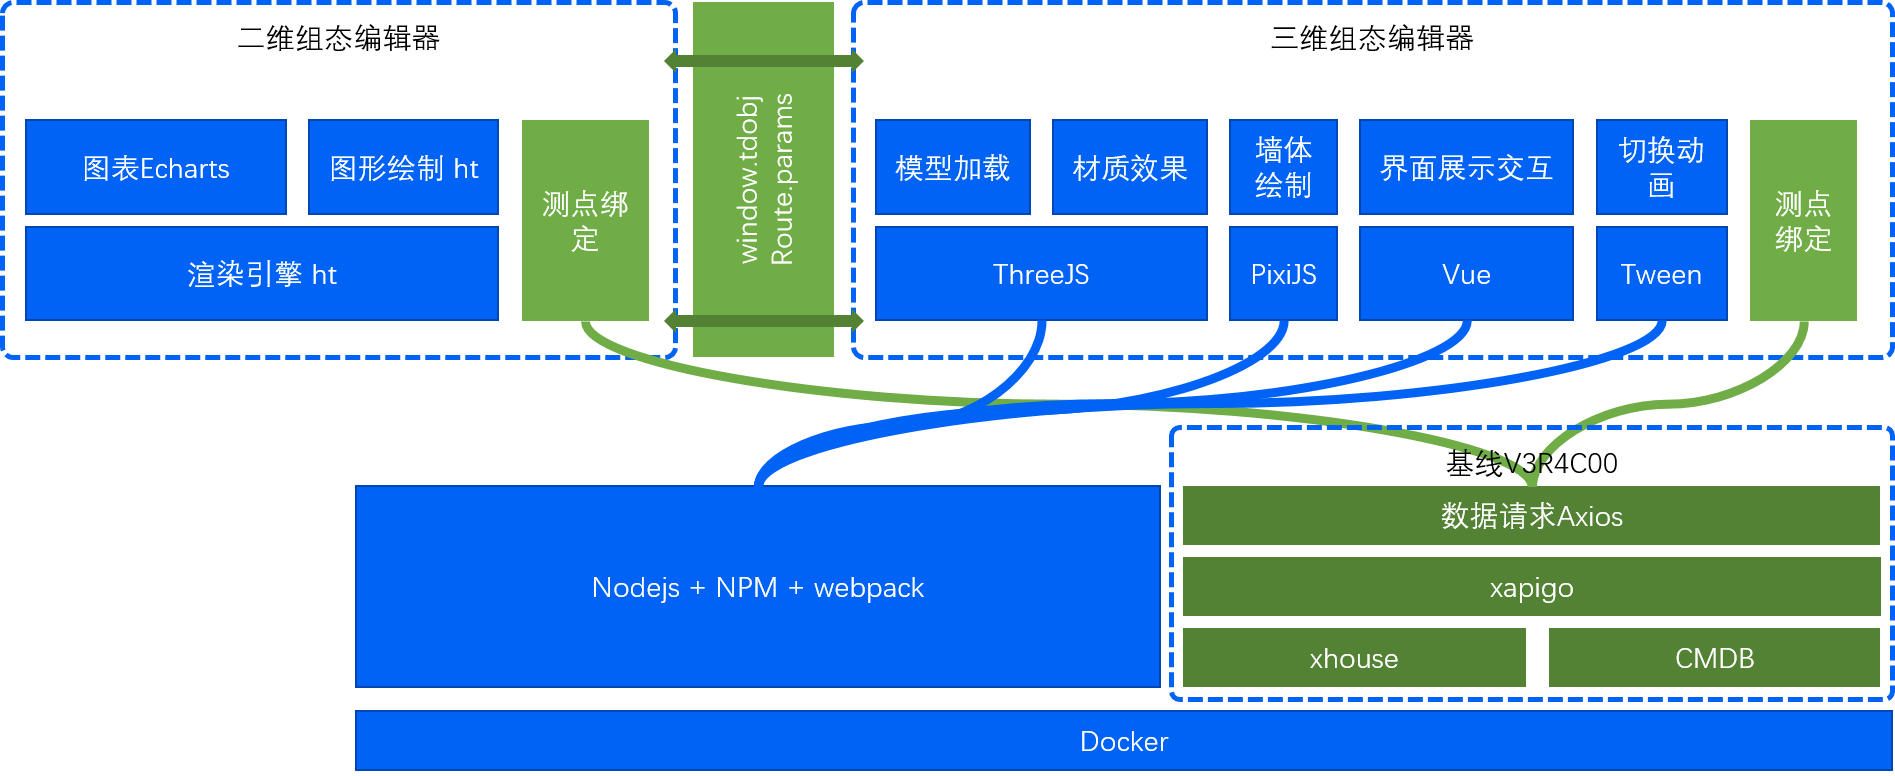 二维组态编辑器
图表Echarts
图形绘制 ht
测点绑
定
渲染引擎 ht
window.tdobj
Route.params
三维组态编辑器
模型加载
材质效果
墙体
绘制
界面展示交互
切换动
画
测点
绑定
ThreeJS
PixiJS
Vue
Tween
基线V3R4C00
数据请求Axios
Nodejs + NPM + webpack
xapigo
xhouse
CMDB
Docker